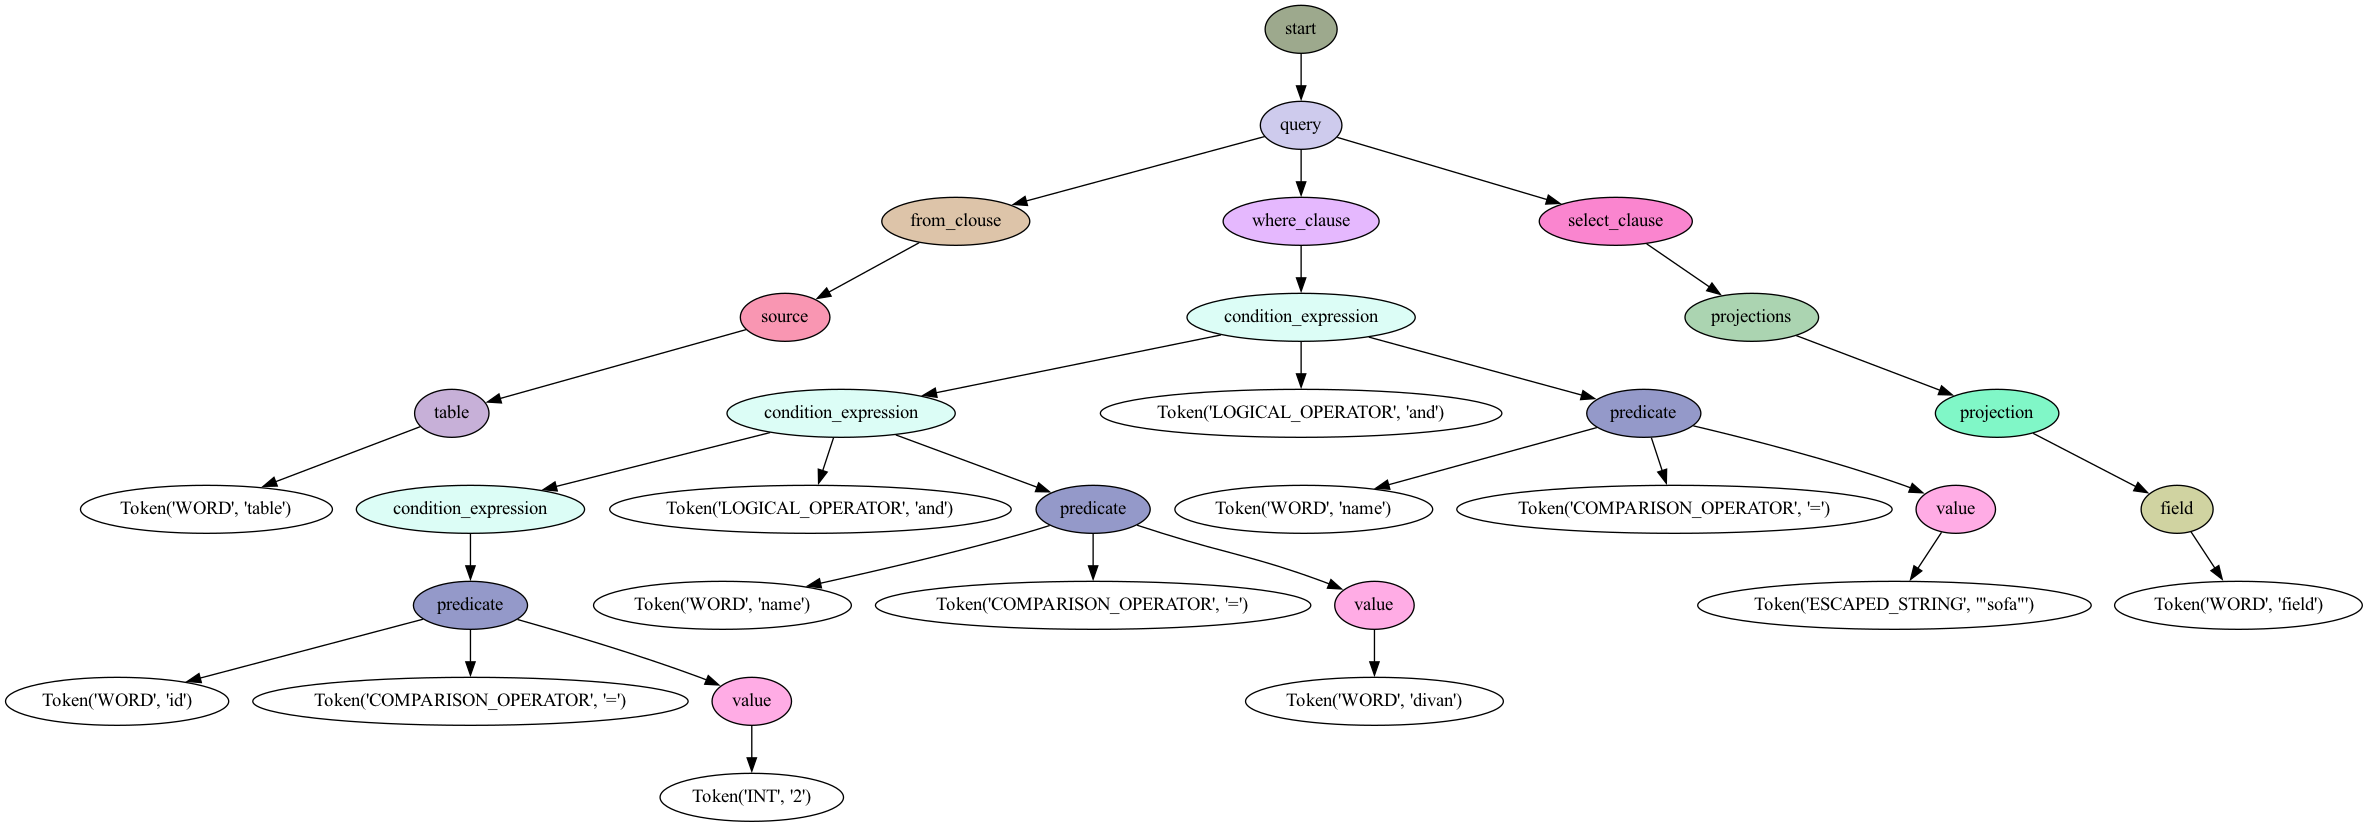 start
query
from_clouse
where_clause
select_clause
source
condition_expression
projections
table
condition_expression
Token('LOGICAL_OPERATOR', 'and')
predicate
projection
Token('WORD', 'table')
condition_expression
Token('LOGICAL_OPERATOR', 'and')
predicate
Token('WORD', 'name')
Token('COMPARISON_OPERATOR', '=')
value
field
predicate
Token('WORD', 'name')
Token('COMPARISON_OPERATOR', '=')
value
Token('ESCAPED_STRING', '"sofa"')
Token('WORD', 'field')
Token('WORD', 'id')
Token('COMPARISON_OPERATOR', '=')
value
Token('WORD', 'divan')
Token('INT', '2')